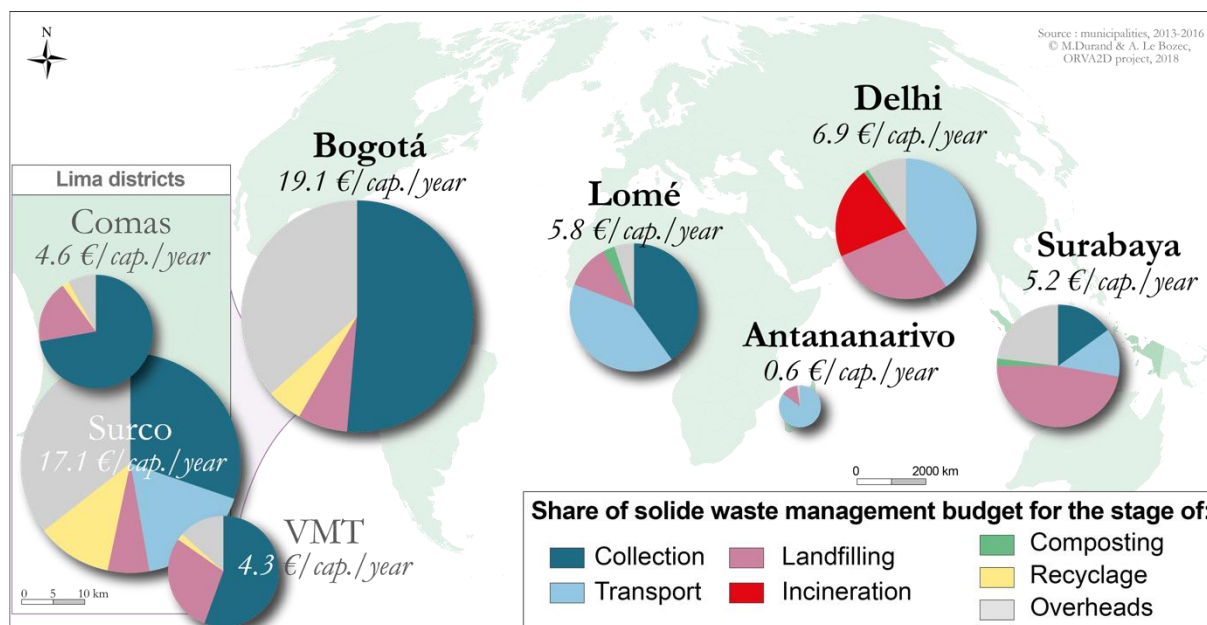 N
Source : municipalities, 2013-2016
© M.Durand & A. Le Bozec,
ORVA2D project, 2018
Delhi
6.9 €/cap./year
Bogotá
19.1 €/cap./year
Lima districts
Lomé
5.8 €/cap./year
Comas
4.6 €/cap./year
Surabaya
5.2 €/cap./year
Antananarivo
0.6 €/cap./year
Surco
17.1 €/cap./year
0 2000 km
VMT
4.3 €/cap./year
0 5 10 km
Share of solide waste management budget for the stage of:
Collection
Landfilling
Composting
Transport
Incineration
Recyclage
Overheads